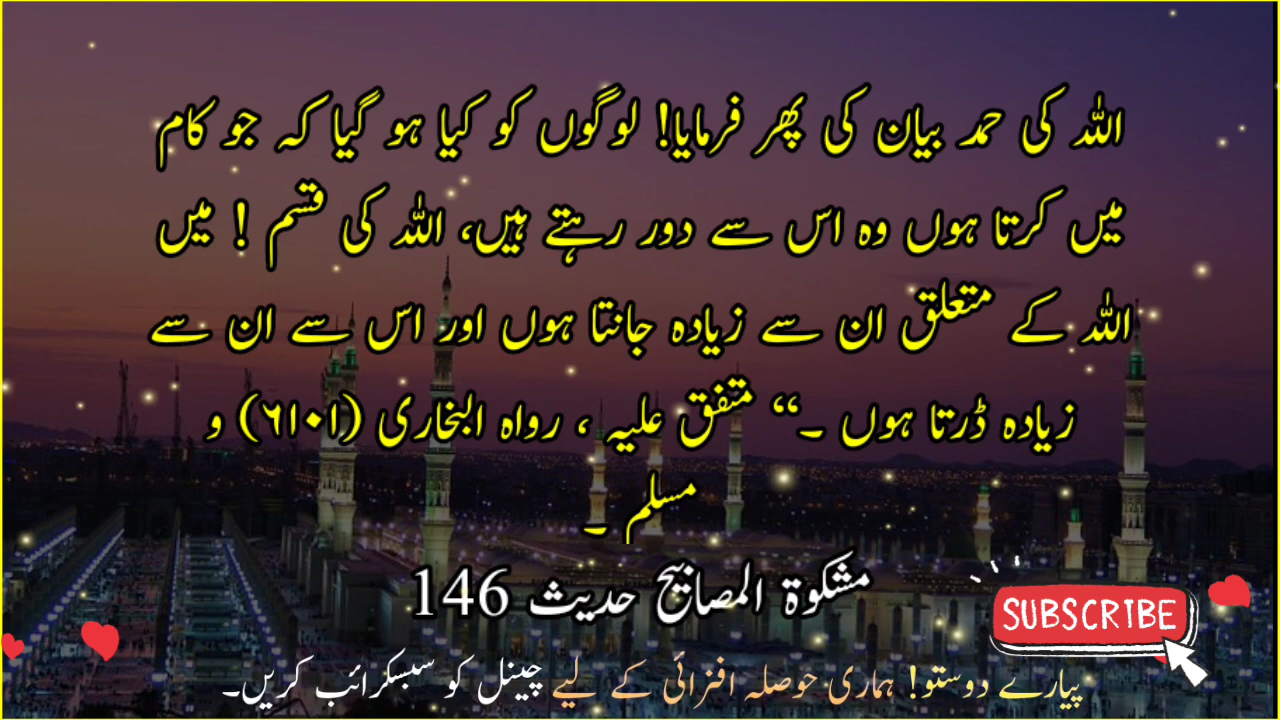 اللہ کی حمد بیان کی پھر فرمایا! لوگوں کو کیا ہو گیا کہ جو کام
میں کرتا ہوں وہ اس سے دور رہتے ہیں، اللہ کی قسم ! میں
اللہ کے متعلق ان سے زیادہ جانتا ہوں اور اس سے ان سے
زیادہ ڈرتا ہوں ۔‘‘ متفق علیہ ، رواہ البخاری (۶۱۰۱) و
مسلم ۔
مشکوۃ المصابیح حدیث 146
SUBSCRIBE
پیارے دوستو! ہماری حوصلہ افزائی کے لیے چینل کو سبسکرائب کریں۔